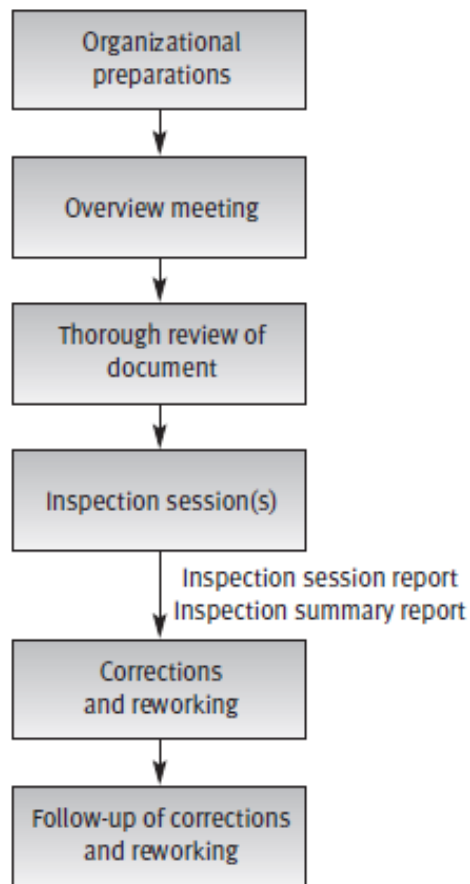 Organizational
preparations
Overview meeting
Thorough review of
document
Inspection session(s)
Inspection session report
Inspection summary report
Corrections
and reworking
Follow-up of corrections
and reworking